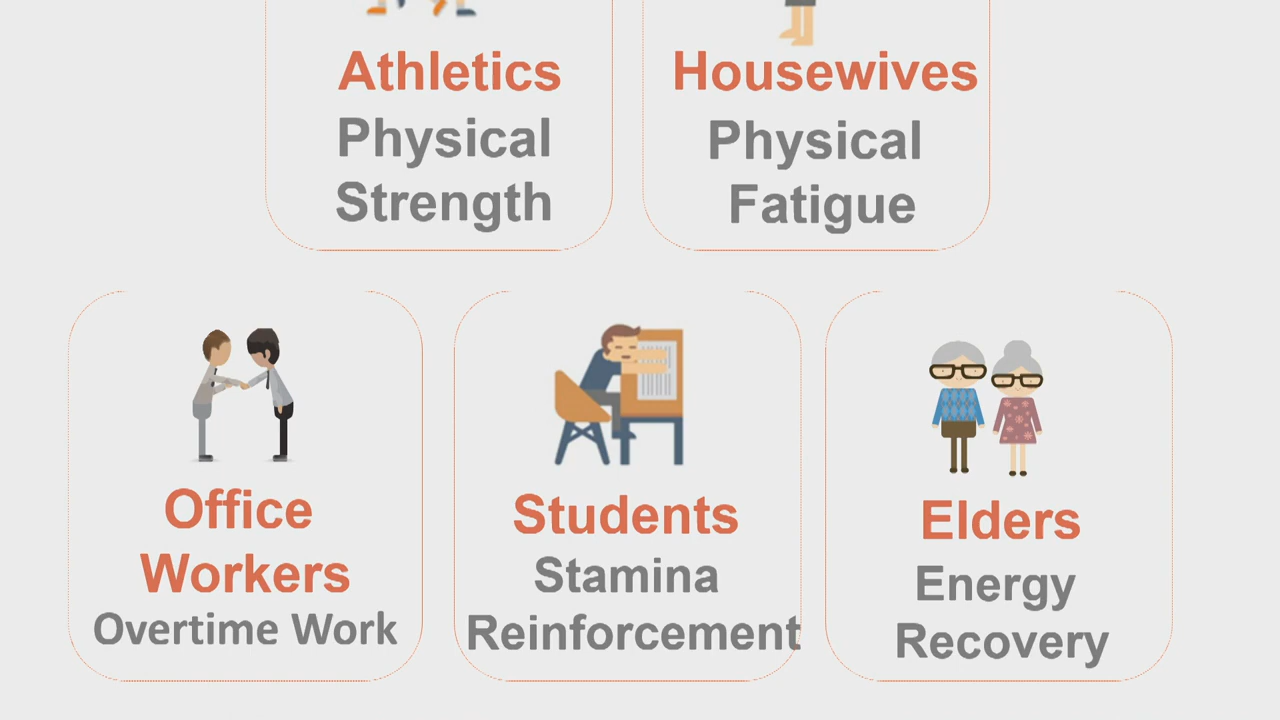 Athletics
Physical
Strength
Housewives
Physical
Fatigue
Office
Workers
Overtime Work
Students
Stamina
Reinforcement
Elders
Energy
Recovery